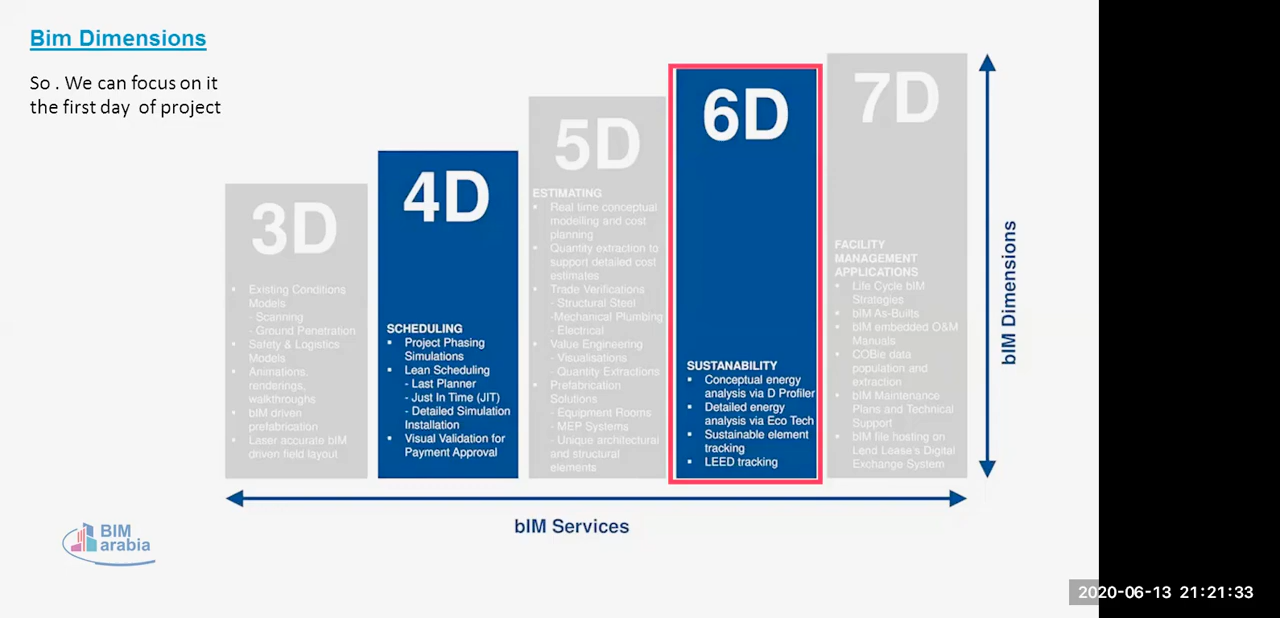 Bim Dimensions
So . We can focus on it
the first day of project
3D
Existing Conditions
Models
- Scanning
- Ground Penetration
Safety & Logistics
Models
Animations,
renderings,
walkthroughs
bIM driven
prefabrication
Laser accurate bIM
driven field layout
4D
SCHEDULING
Project Phasing
Simulations
Lean Scheduling
- Last Planner
- Just In Time (JIT)
- Detailed Simulation
Installation
Visual Validation for
Payment Approval
5D
ESTIMATING
Real time conceptual
modelling and cost
planning
Quantity extraction to
support detailed cost
estimates
Trade Verifications
- Structural Steel
-Mechanical Plumbing
- Electrical
Value Engineering
- Visualisations
- Quantity Extractions
Prefabrication
Solutions
- Equipment Rooms
- MEP Systems
- Unique architectural
and structural
elements
6D
SUSTANABILITY
Conceptual energy
analysis via D Profiler
Detailed energy
analysis via Eco Tech
Sustainable element
tracking
LEED tracking
7D
FACILITY
MANAGEMENT
APPLICATIONS
Life Cycle bIM
Strategies
bIM As-Builts
bIM embedded O&M
Manuals
COBie data
population and
extraction
bIM Maintenance
Plans and Technical
Support
bIM file hosting on
Lend Lease's Digital
Exchange System
bIM Dimensions
bIM Services
BIM
arabia
2020-06-13 21:21:33